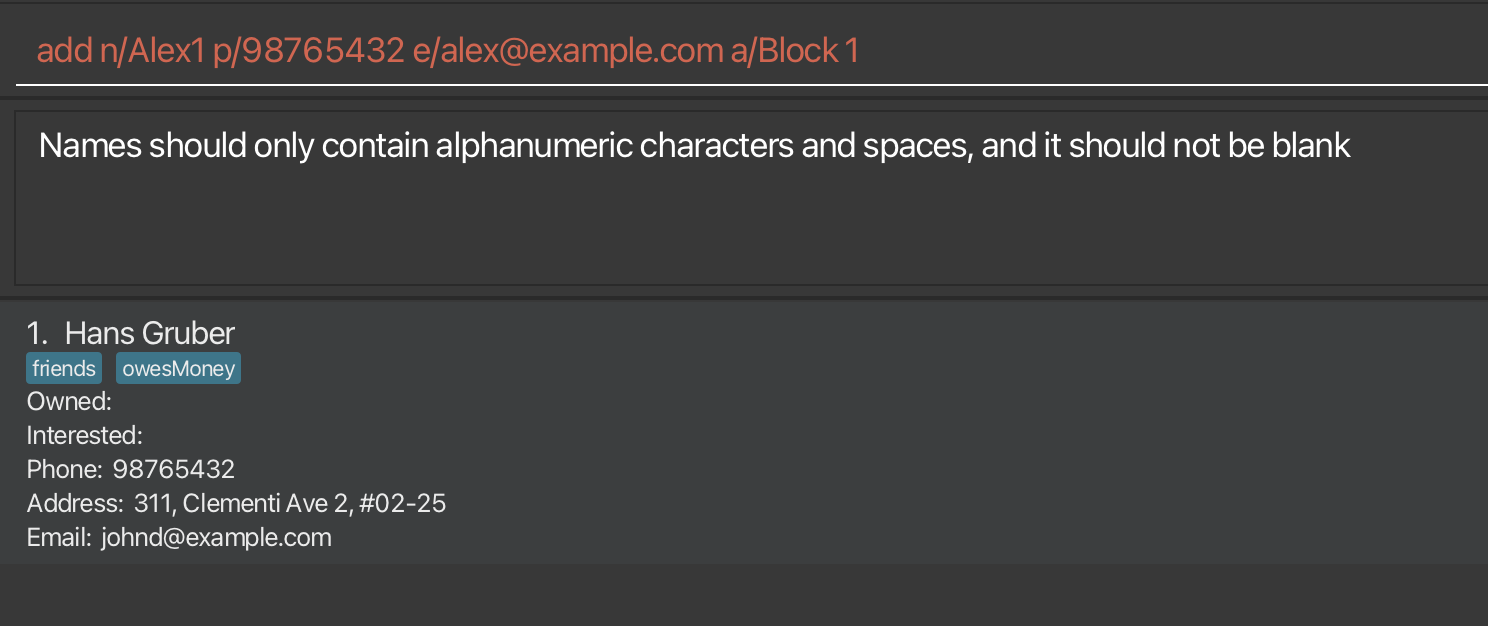 add n/Alex1 p/98765432 e/alex@example.com a/Block 1
Names should only contain alphanumeric characters and spaces, and it should not be blank
1. Hans Gruber
friends owesMoney
Owned:
Interested:
Phone: 98765432
Address: 311, Clementi Ave 2, #02-25
Email: johnd@example.com